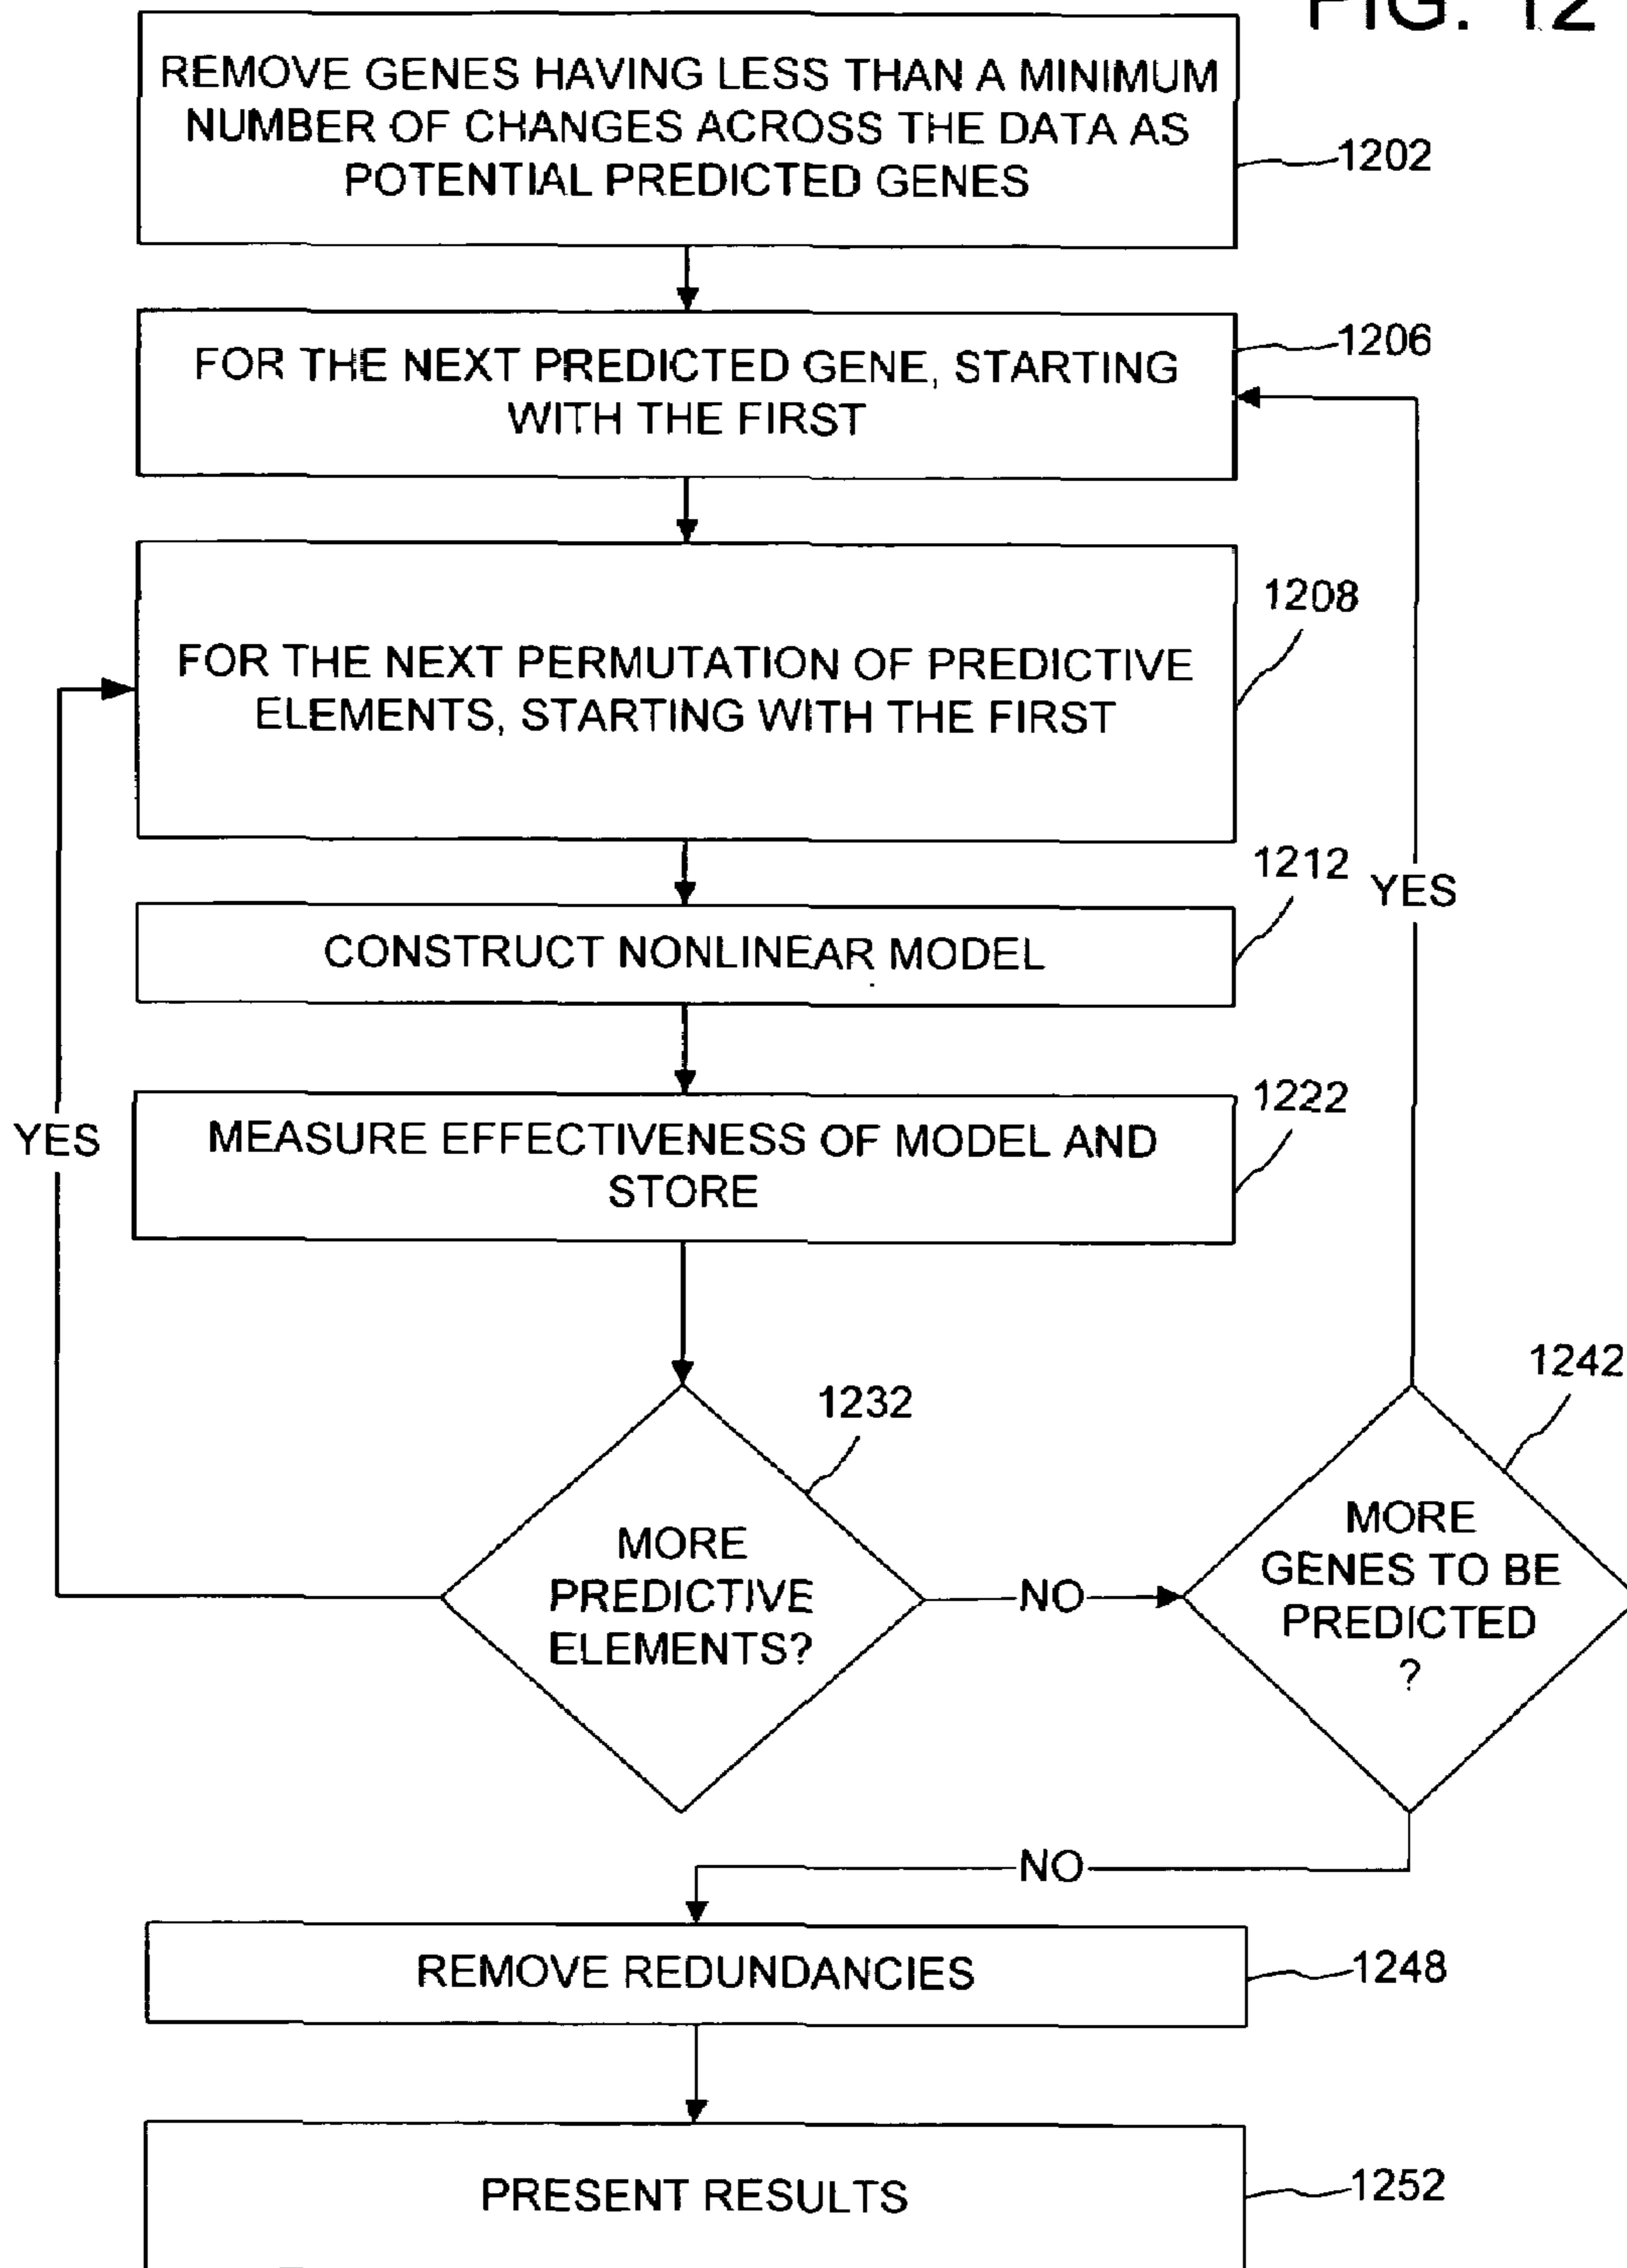 FIG. 12
REMOVE GENES HAVING LESS THAN A MINIMUM
NUMBER OF CHANGES ACROSS THE DATA AS
POTENTIAL PREDICTED GENES
1202
1206
FOR THE NEXT PREDICTED GENE, STARTING
WITH THE FIRST
1208
FOR THE NEXT PERMUTATION OF PREDICTIVE
ELEMENTS, STARTING WITH THE FIRST
1212
YES
CONSTRUCT NONLINEAR MODEL
1222
YES
MEASURE EFFECTIVENESS OF MODEL AND
STORE
1232
1242
MORE
PREDICTIVE
ELEMENTS?
NO
MORE
GENES TO BE
PREDICTED
?
NO
REMOVE REDUNDANCIES
1248
PRESENT RESULTS
1252